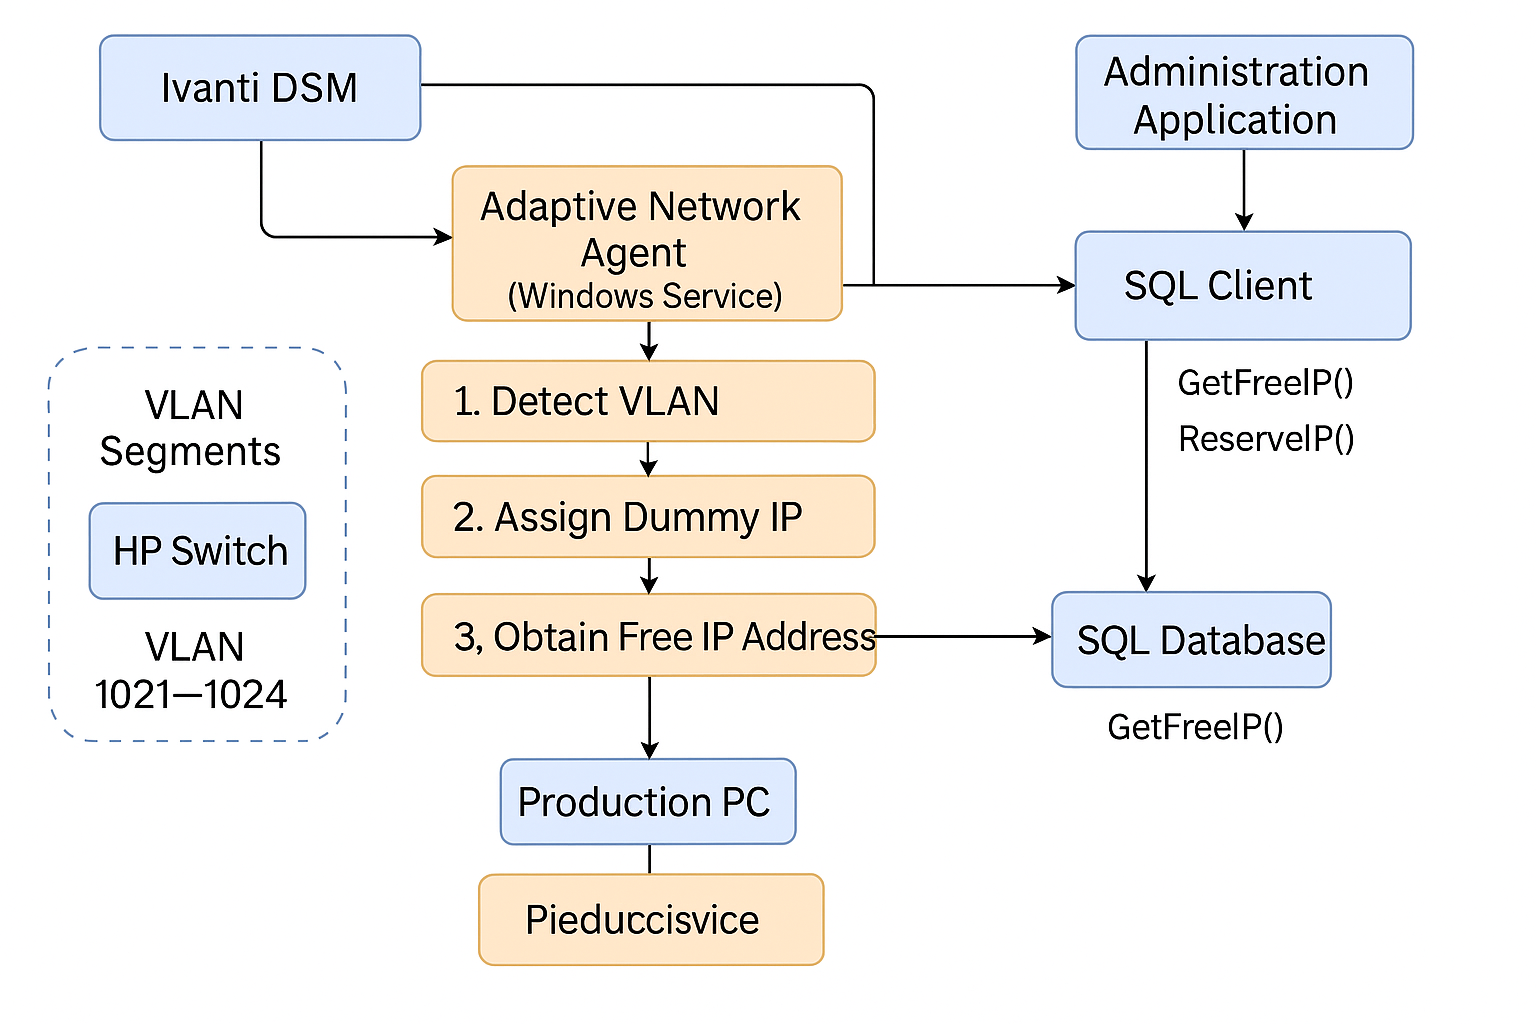 Ivanti DSM
Administration
Application
Adaptive Network
Agent
(Windows Service)
SQL Client
VLAN
Segments
HP Switch
VLAN
1021—1024
1. Detect VLAN
2. Assign Dummy IP
3, Obtain Free IP Address
GetFreeIP()
ReserveIP()
SQL Database
GetFreeIP()
Production PC
Pieduccisvice